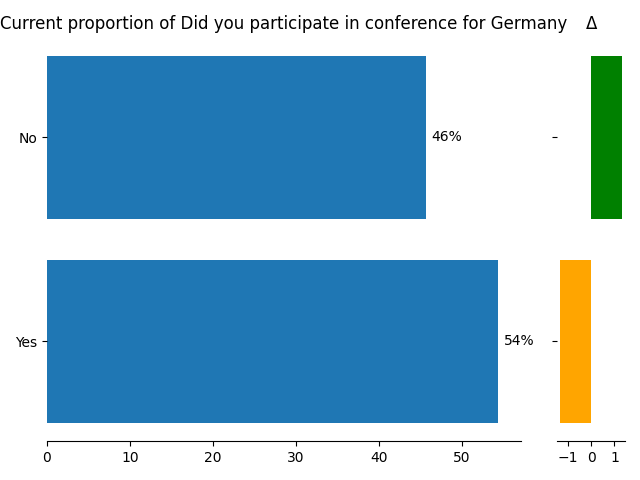 Current proportion of Did you participate in conference for Germany Δ
No 46%
Yes 54%
0 10 20 30 40 50 −1 0 1